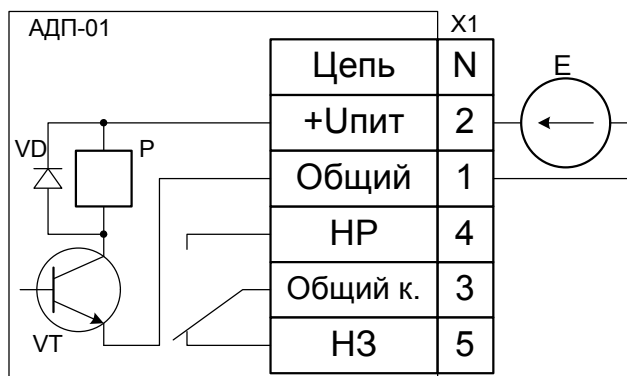 АДП-01
X1
Цепь N
E
+Uпит 2
VD
P
Общий 1
НР 4
Общий к. 3
VT
НЗ 5